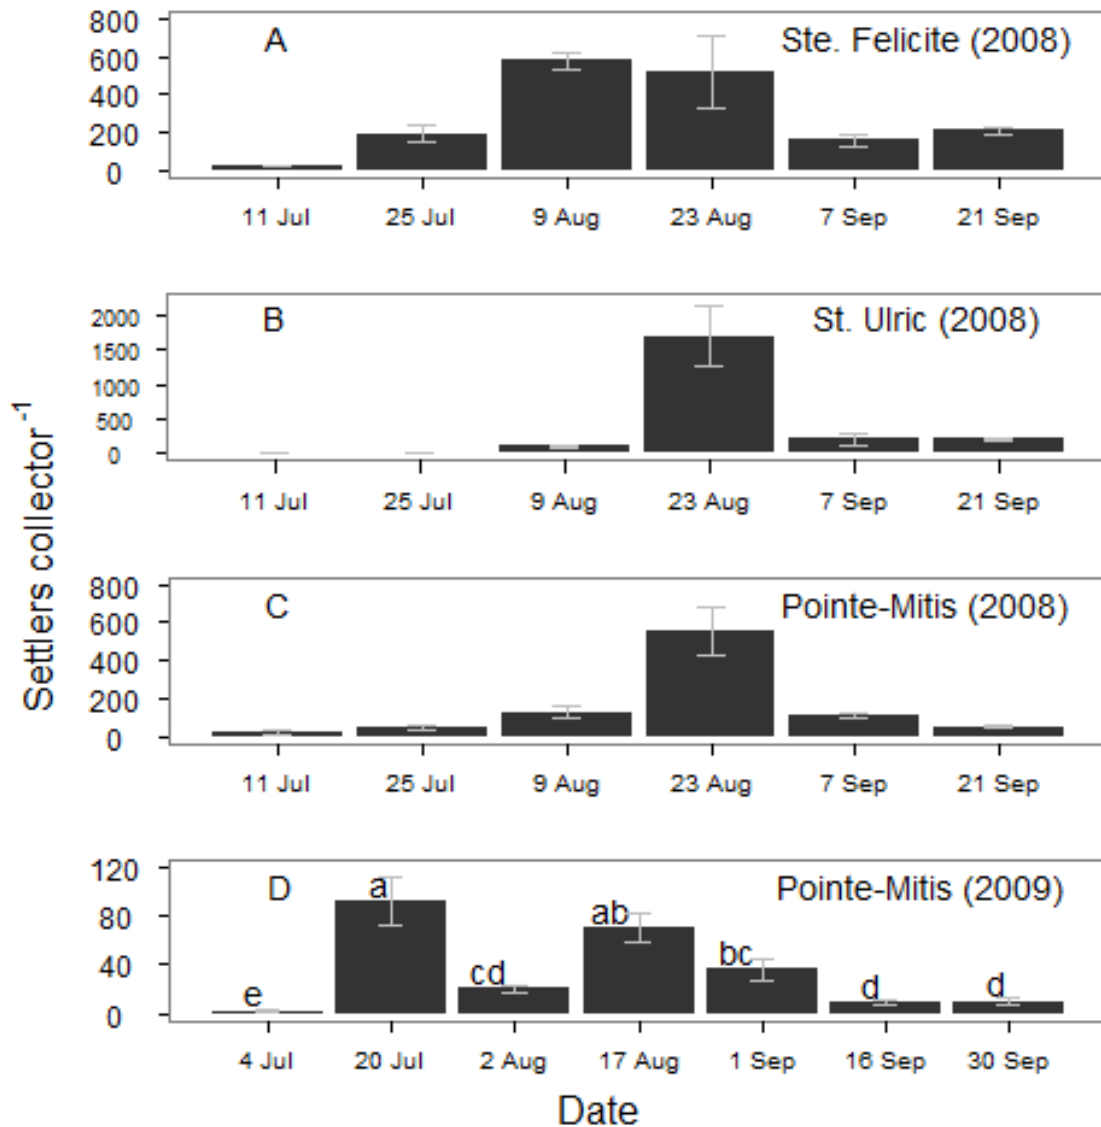 Settlers collector-1
A
Ste. Felicite (2008)
800
600
400
200
0
11 Jul 25 Jul 9 Aug 23 Aug 7 Sep 21 Sep
B
St. Ulric (2008)
2000
1500
1000
500
0
11 Jul 25 Jul 9 Aug 23 Aug 7 Sep 21 Sep
C
Pointe-Mitis (2008)
800
600
400
200
0
11 Jul 25 Jul 9 Aug 23 Aug 7 Sep 21 Sep
D
Pointe-Mitis (2009)
120
80
40
0
e a cd ab bc d d
4 Jul 20 Jul 2 Aug 17 Aug 1 Sep 16 Sep 30 Sep
Date